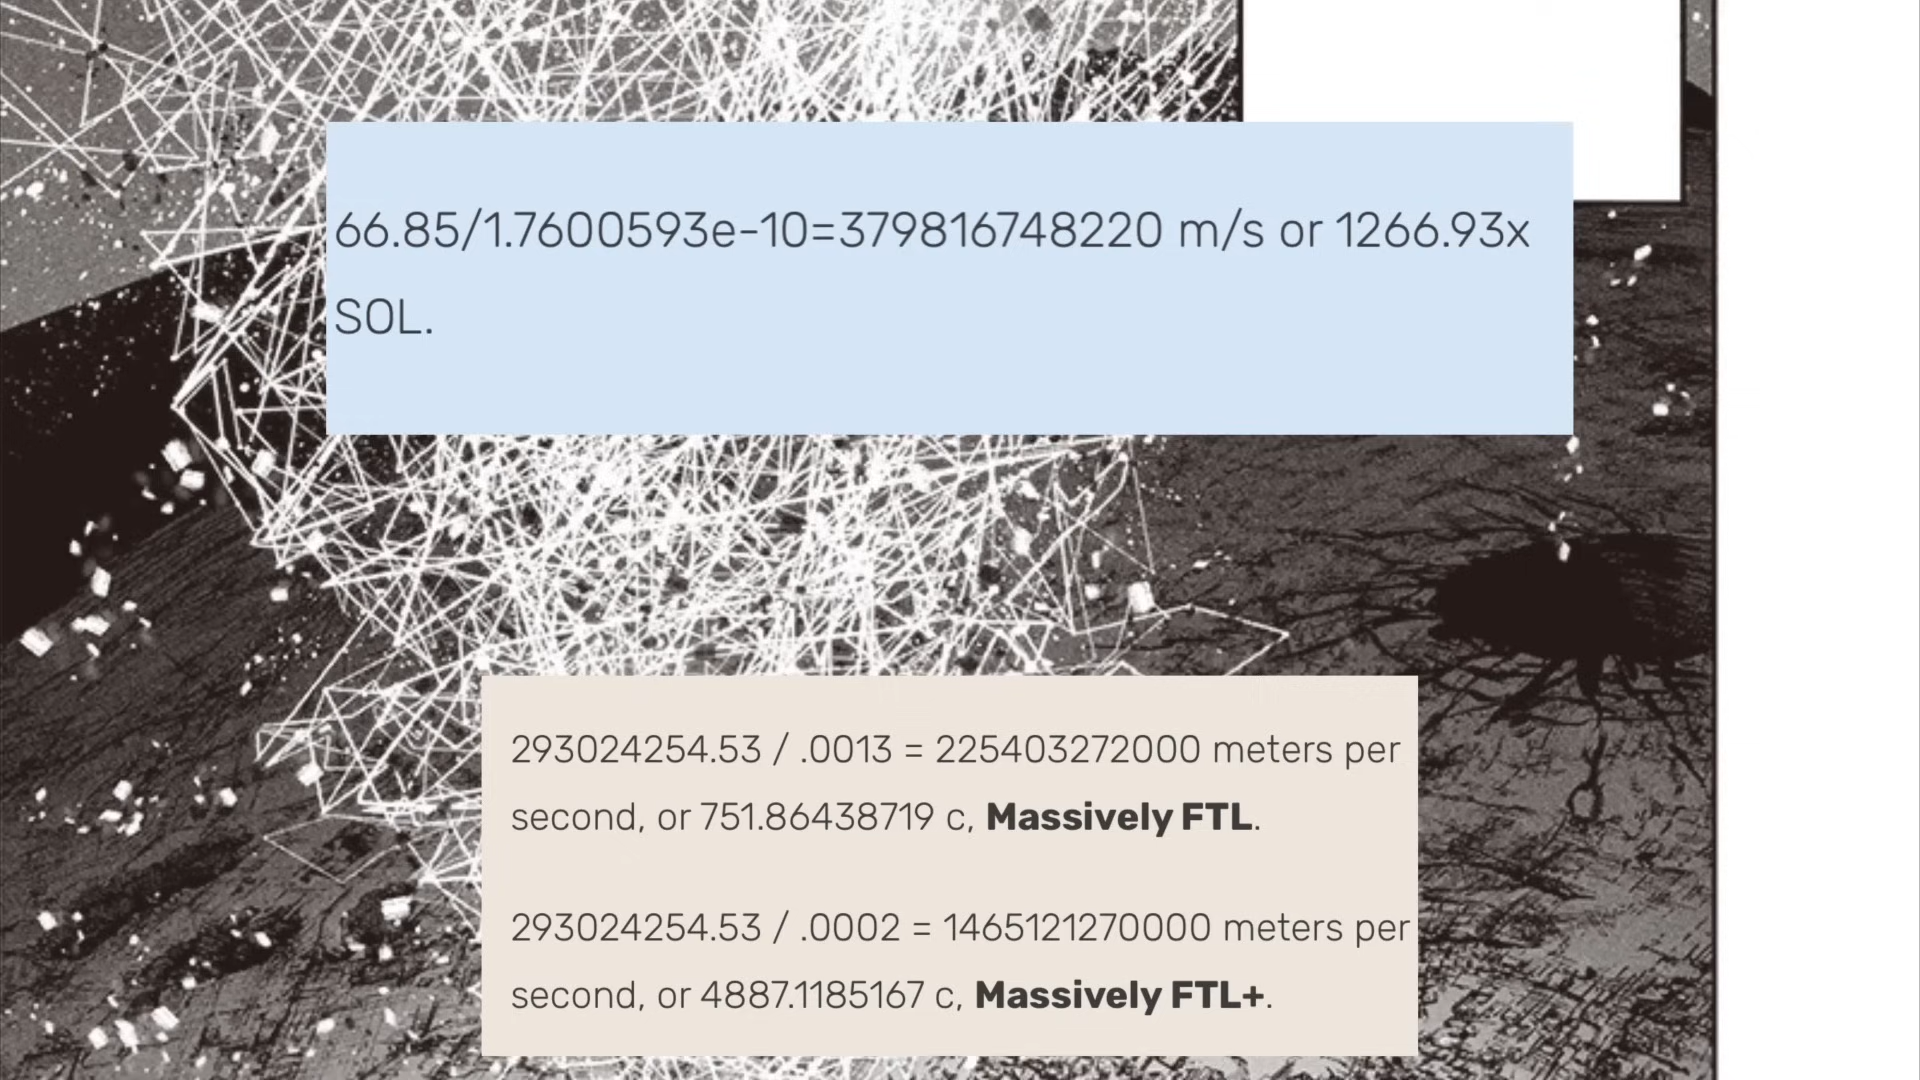 66.85/1.7600593e-10=379816748220 m/s or 1266.93x
SOL.
293024254.53 / .0013 = 225403272000 meters per
second, or 751.86438719 c, Massively FTL.
293024254.53 / .0002 = 1465121270000 meters per
second, or 4887.1185167 c, Massively FTL+.